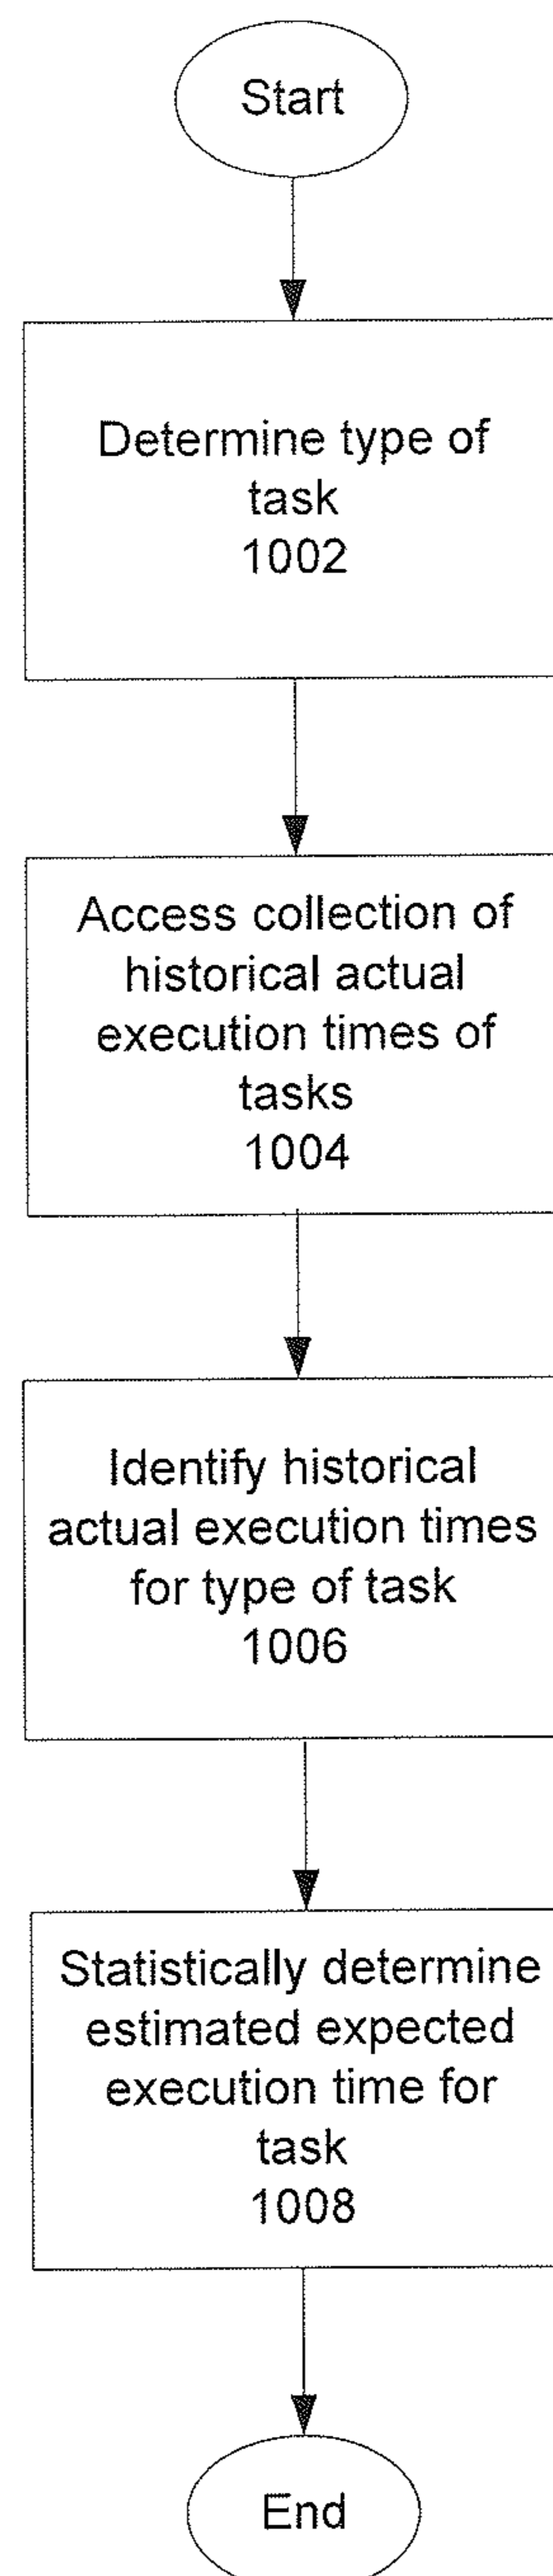 Start
Determine type of
task
1002
Access collection of
historical actual
execution times of
tasks
1004
Identify historical
actual execution times
for type of task
1006
Statistically determine
estimated expected
execution time for
task
1008
End